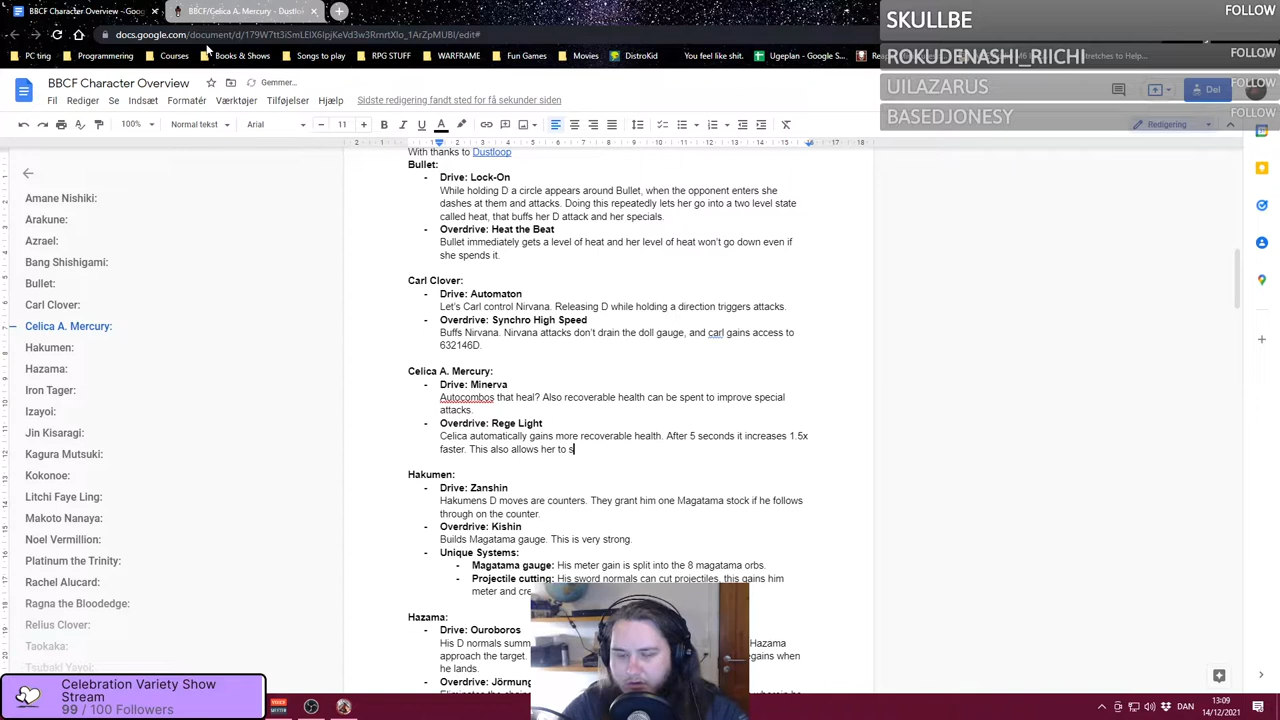 BBCF Character Overview - Goo
BBCF/Celica A. Mercury - Dustlo
docs.google.com/document/d/
PC ting
Programmering
Courses
Books & Shows
Songs to play
RPG STUFF
WARFRAME
Fun Games
Movies
DistroKid
You feel like shit.
Ugeplan - Google
Stretches to Help
SKULLBE
FOLLOW
ROKUDENASHI_RIICHI
FOLLOW
UILAZARUS
FOLLOW
BASEDJONESY
FOLLOW
BBCF Character Overview
Gemmer...
Fil Rediger Se Indsæt Formatér Værktøjer Tilføjelser Hjælp
Sidste redigering fandt sted for få sekunder siden
Del
100%
Normal tekst
Arial
11
Redigering
Amane Nishiki:
Arakune:
Azrael:
Bang Shishigami:
Bullet:
Carl Clover:
Celica A. Mercury:
Hakumen:
Hazama:
Iron Tager:
Izayoi:
Jin Kisaragi:
Kagura Mutsuki:
Kokonoe:
Litchi Faye Ling:
Makoto Nanaya:
Noel Vermillion:
Platinum the Trinity:
Rachel Alucard:
Ragna the Bloodedge:
Relius Clover:
Taokaka:
Tsubaki Yayoi:
With thanks to Dustloop
Bullet:
- Drive: Lock-On
While holding D a circle appears around Bullet, when the opponent enters she
dashes at them and attacks. Doing this repeatedly lets her go into a two level state
called heat, that buffs her D attack and her specials.
- Overdrive: Heat the Beat
Bullet immediately gets a level of heat and her level of heat won't go down even if
she spends it.
Carl Clover:
- Drive: Automaton
Let's Carl control Nirvana. Releasing D while holding a direction triggers attacks.
- Overdrive: Synchro High Speed
Buffs Nirvana. Nirvana attacks don't drain the doll gauge, and carl gains access to
632146D.
Celica A. Mercury:
- Drive: Minerva
Autocombos that heal? Also recoverable health can be spent to improve special
attacks.
- Overdrive: Rege Light
Celica automatically gains more recoverable health. After 5 seconds it increases 1.5x
faster. This also allows her to s
Hakumen:
- Drive: Zanshin
Hakumens D moves are counters. They grant him one Magatama stock if he follows
through on the counter.
- Overdrive: Kishin
Builds Magatama gauge. This is very strong.
- Unique Systems:
- Magatama gauge: His meter gain is split into the 8 magatama orbs.
- Projectile cutting: His sword normals can cut projectiles, this gains him
meter and cre
Hazama:
- Drive: Ouroboros
His D normals summ Hazama
approach the target. egains when
he lands.
- Overdrive: Jörmung
Celebration Variety Show
Stream
99 / 100 Followers
DAN
13:09
14/12/2021